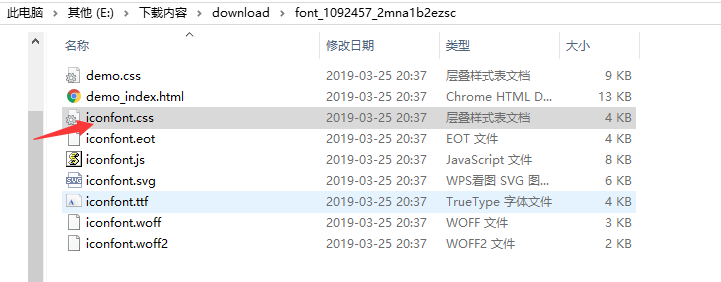 此电脑 › 其他 (E:) › 下载内容 › download › font_1092457_2mna1b2ezsc
名称 修改日期 类型 大小
demo.css 2019-03-25 20:37 层叠样式表文档 9 KB
demo_index.html 2019-03-25 20:37 Chrome HTML D... 13 KB
iconfont.css 2019-03-25 20:37 层叠样式表文档 4 KB
iconfont.eot 2019-03-25 20:37 EOT 文件 4 KB
iconfont.js 2019-03-25 20:37 JavaScript 文件 8 KB
iconfont.svg 2019-03-25 20:37 WPS看图 SVG 图... 6 KB
iconfont.ttf 2019-03-25 20:37 TrueType 字体文件 4 KB
iconfont.woff 2019-03-25 20:37 WOFF 文件 3 KB
iconfont.woff2 2019-03-25 20:37 WOFF2 文件 2 KB